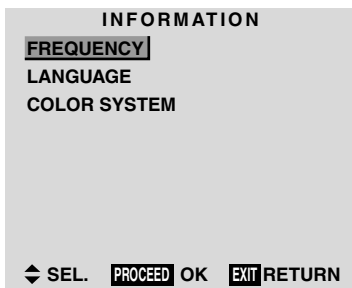 INFORMATION
FREQUENCY
LANGUAGE
COLOR SYSTEM
SEL. PROCEED OK EXIT RETURN